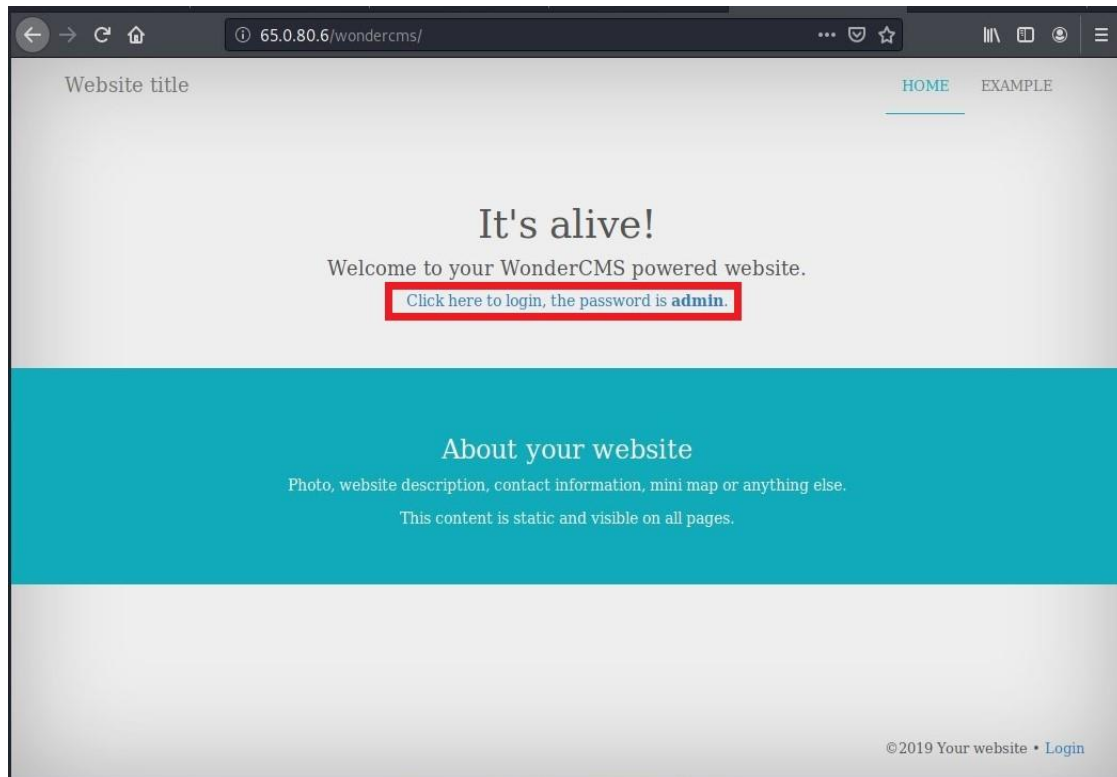 65.0.80.6/wondercms/
Website title
HOME EXAMPLE
It's alive!
Welcome to your WonderCMS powered website.
Click here to login, the password is admin.
About your website
Photo, website description, contact information, mini map or anything else.
This content is static and visible on all pages.
©2019 Your website • Login